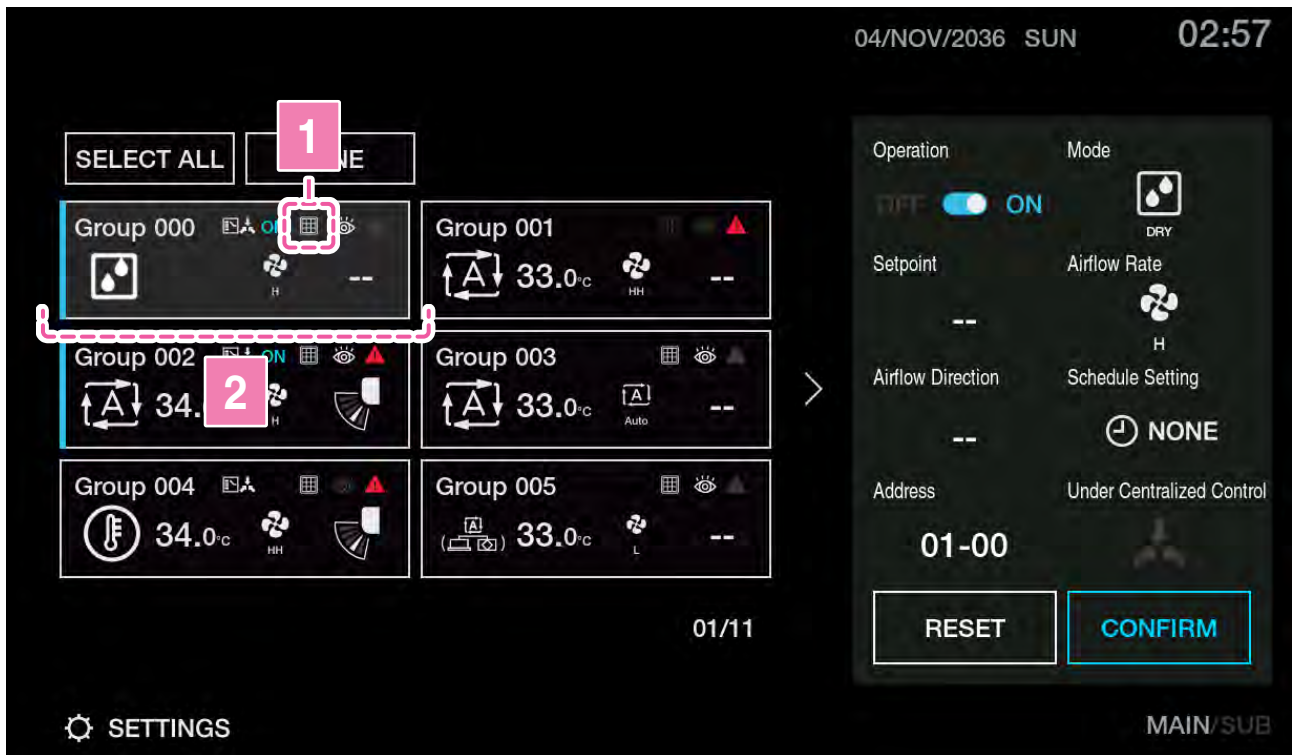 04/NOV/2036 SUN 02:57
1
SELECT ALL
Group 000 ON
H --
Group 001
A 33.0°C HH --
2
Group 002 ON
A 34. H
Group 003
A 33.0°C A Auto --
Group 004
34.0°C HH
Group 005
A 33.0°C L --
01/11
Operation
OFF ON
Mode
DRY
Setpoint
--
Airflow Rate
H
Airflow Direction
--
Schedule Setting
NONE
Address
01-00
Under Centralized Control
RESET
CONFIRM
SETTINGS
MAIN/SUB